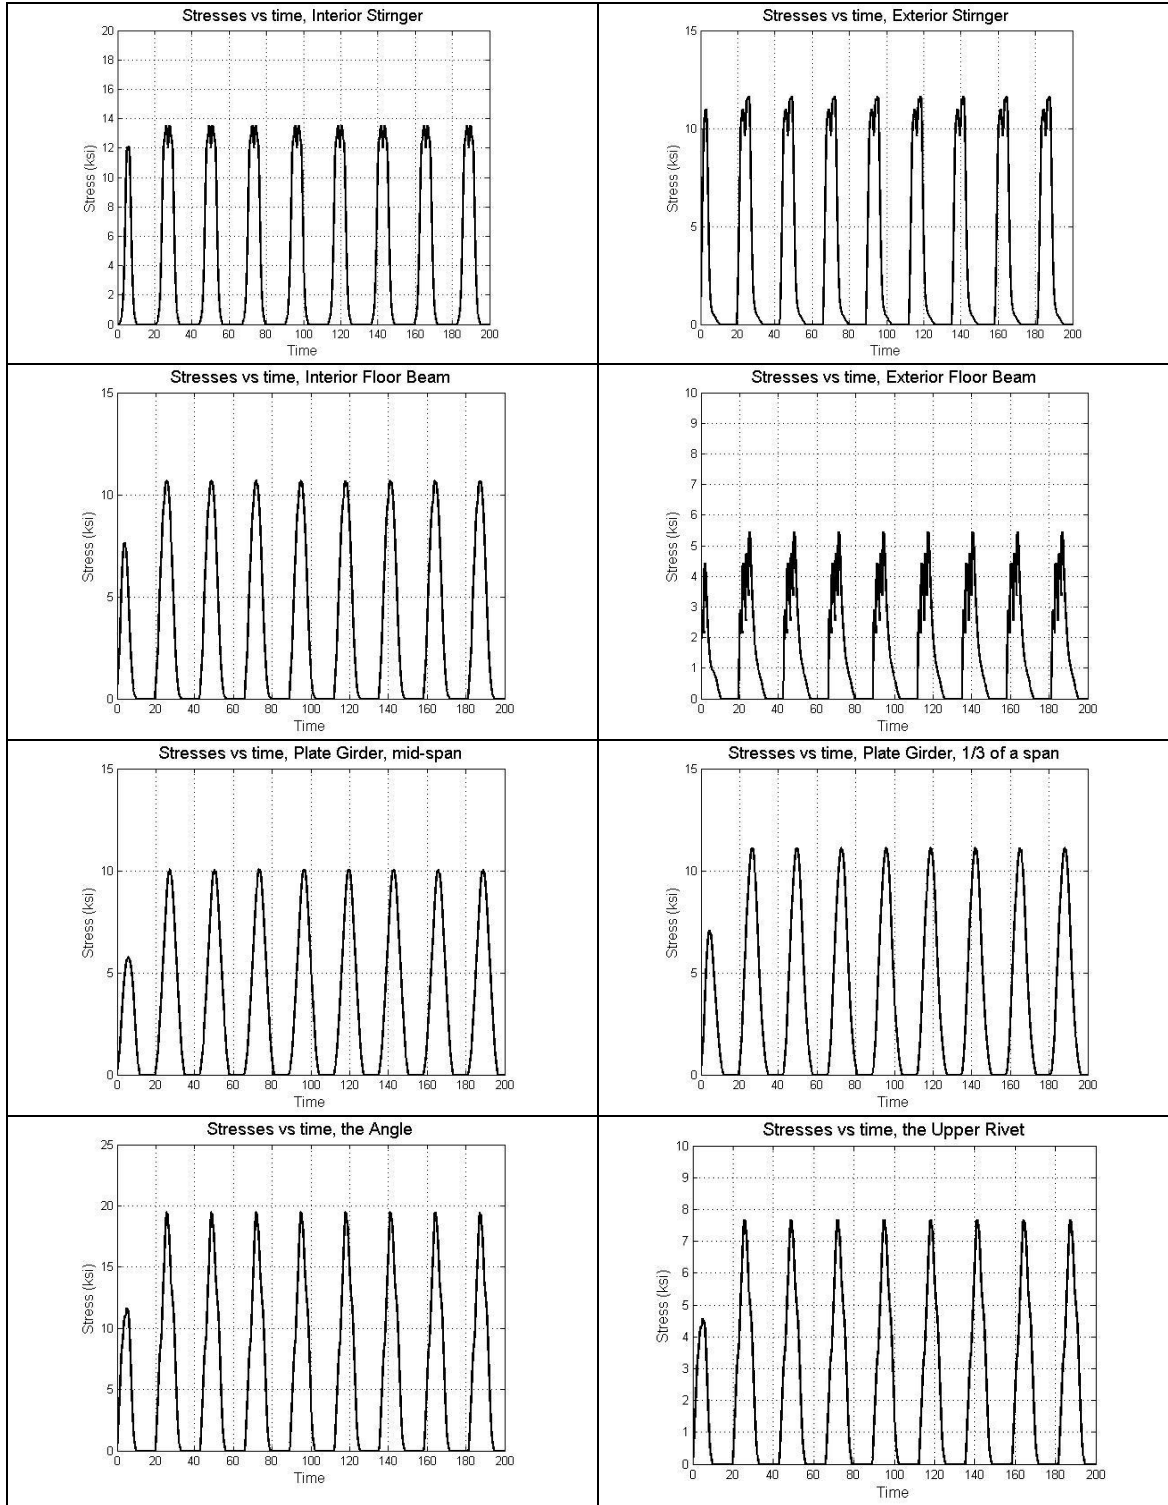 Stresses vs time, Interior Stirnger
20
18
16
14
12
10
8
6
4
2
0
Stress (ksi)
0 20 40 60 80 100 120 140 160 180 200
Time
Stresses vs time, Exterior Stirnger
15
10
5
0
Stress (ksi)
0 20 40 60 80 100 120 140 160 180 200
Time
Stresses vs time, Interior Floor Beam
15
10
5
0
Stress (ksi)
0 20 40 60 80 100 120 140 160 180 200
Time
Stresses vs time, Exterior Floor Beam
10
9
8
7
6
5
4
3
2
1
0
Stress (ksi)
0 20 40 60 80 100 120 140 160 180 200
Time
Stresses vs time, Plate Girder, mid-span
15
10
5
0
Stress (ksi)
0 20 40 60 80 100 120 140 160 180 200
Time
Stresses vs time, Plate Girder, 1/3 of a span
15
10
5
0
Stress (ksi)
0 20 40 60 80 100 120 140 160 180 200
Time
Stresses vs time, the Angle
25
20
15
10
5
0
Stress (ksi)
0 20 40 60 80 100 120 140 160 180 200
Time
Stresses vs time, the Upper Rivet
10
9
8
7
6
5
4
3
2
1
0
Stress (ksi)
0 20 40 60 80 100 120 140 160 180 200
Time